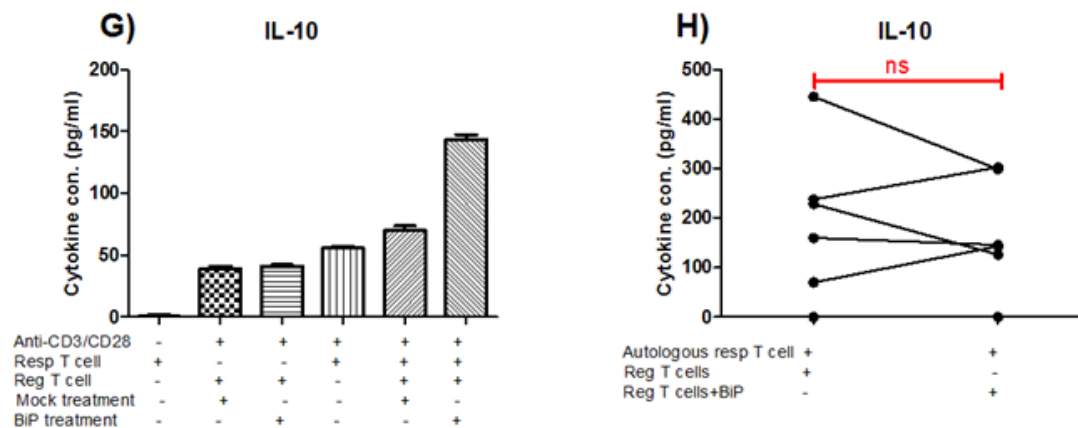 G) IL-10
Cytokine con. (pg/ml)
200
150
100
50
0
Anti-CD3/CD28 - + + + + +
Resp T cell + - - + + +
Reg T cell - + + - + +
Mock treatment - + - - + -
BiP treatment - - + - - +
H) IL-10
ns
Cytokine con. (pg/ml)
500
400
300
200
100
0
Autologous resp T cell + +
Reg T cells + -
Reg T cells+BiP - +